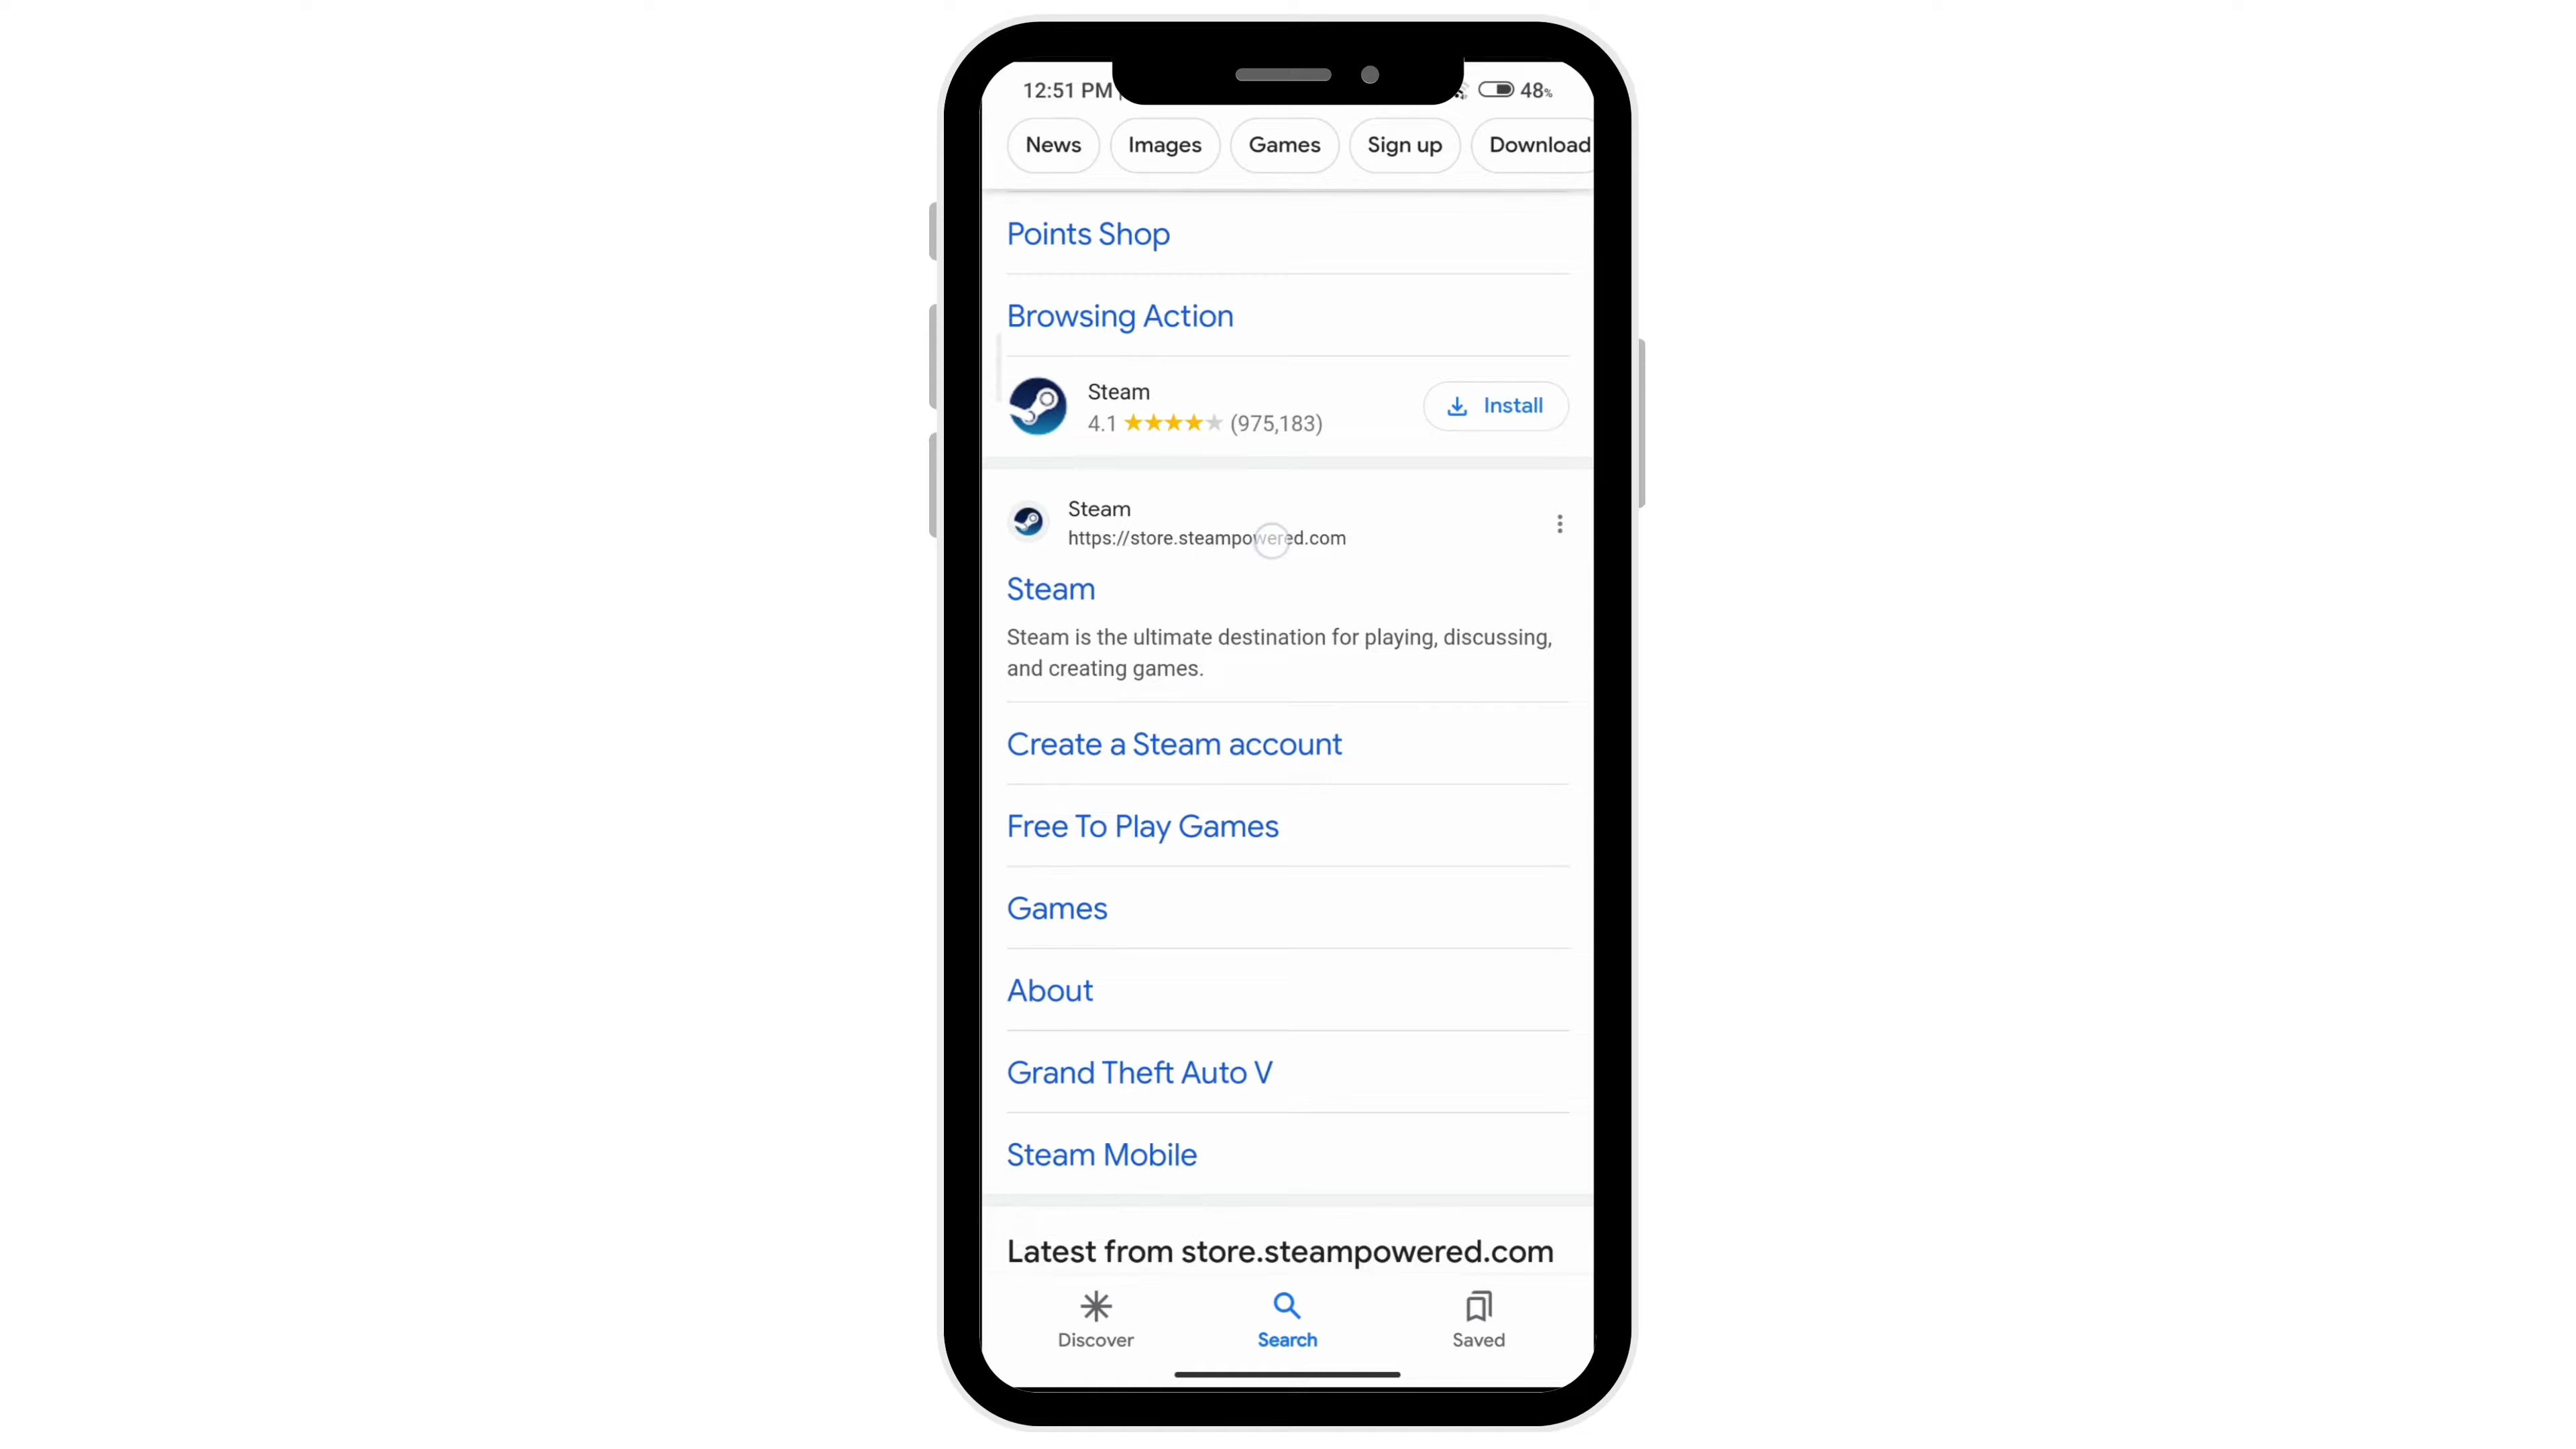 12:51 PM
48%
News
Images
Games
Sign up
Download
Points Shop
Browsing Action
Steam
4.1 ★★★★★ (975,183)
Install
Steam
https://store.steampowered.com
Steam
Steam is the ultimate destination for playing, discussing,
and creating games.
Create a Steam account
Free To Play Games
Games
About
Grand Theft Auto V
Steam Mobile
Latest from store.steampowered.com
Discover
Search
Saved